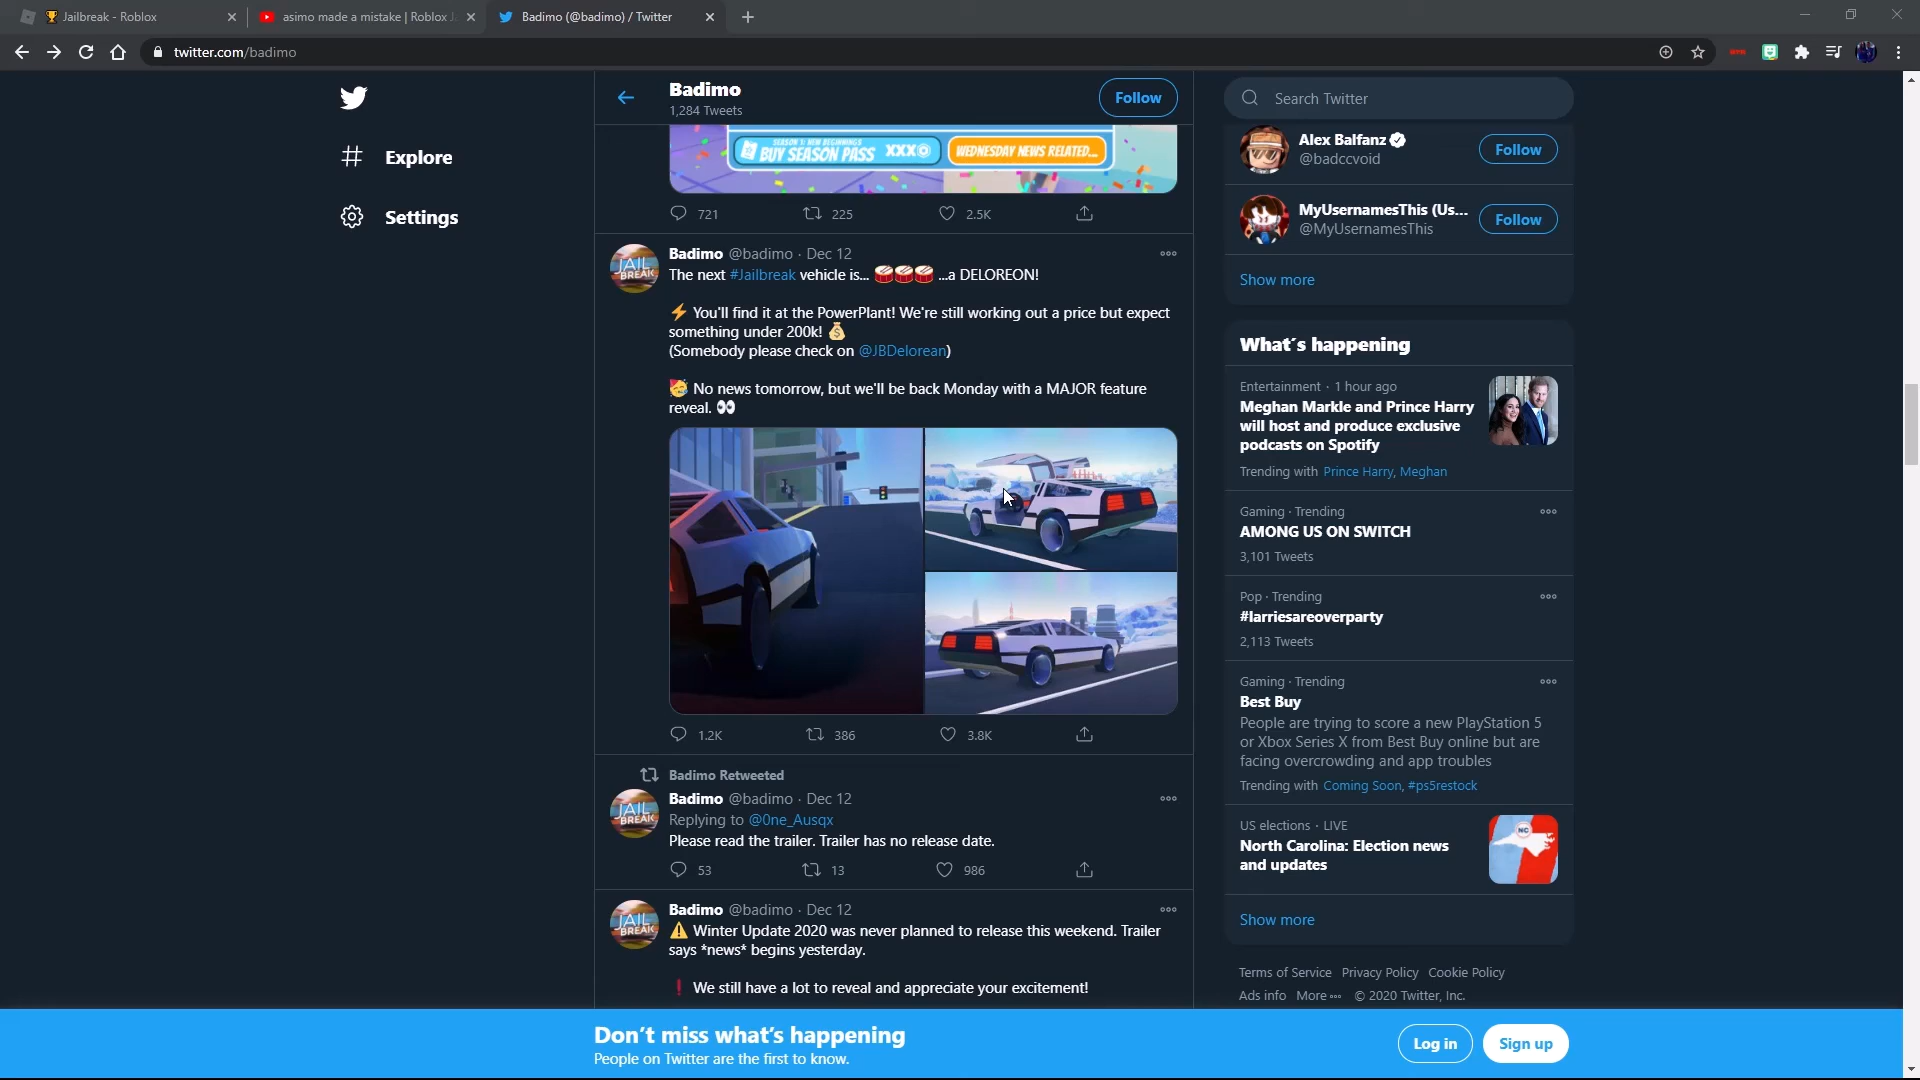 Jailbreak - Roblox
asimo made a mistake | Roblox J
Badimo (@badimo) / Twitter
twitter.com/badimo
Explore
Settings
Badimo
1,284 Tweets
Follow
SEASON 1: NEW BEGINNINGS
BUY SEASON PASS XXX
WEDNESDAY NEWS RELATED...
721 225 2.5K
Badimo @badimo · Dec 12
The next #Jailbreak vehicle is... 🥁🥁🥁 ...a DELOREON!
⚡ You'll find it at the PowerPlant! We're still working out a price but expect
something under 200k! 💰
(Somebody please check on @JBDelorean)
🥳 No news tomorrow, but we'll be back Monday with a MAJOR feature
reveal. 👀
1.2K 386 3.8K
Badimo Retweeted
JAIL
BREAK
Badimo @badimo · Dec 12
Replying to @0ne_Ausqx
Please read the trailer. Trailer has no release date.
53 13 986
JAIL
BREAK
Badimo @badimo · Dec 12
⚠️ Winter Update 2020 was never planned to release this weekend. Trailer
says *news* begins yesterday.
❗ We still have a lot to reveal and appreciate your excitement!
Search Twitter
Alex Balfanz
@badccvoid
Follow
MyUsernamesThis (Us...
@MyUsernamesThis
Follow
Show more
What's happening
Entertainment · 1 hour ago
Meghan Markle and Prince Harry
will host and produce exclusive
podcasts on Spotify
Trending with Prince Harry, Meghan
Gaming · Trending
AMONG US ON SWITCH
3,101 Tweets
Pop · Trending
#larriesareoverparty
2,113 Tweets
Gaming · Trending
Best Buy
People are trying to score a new PlayStation 5
or Xbox Series X from Best Buy online but are
facing overcrowding and app troubles
Trending with Coming Soon, #ps5restock
US elections · LIVE
North Carolina: Election news
and updates
NC
Show more
Terms of Service Privacy Policy Cookie Policy
Ads info More © 2020 Twitter, Inc.
Don't miss what's happening
People on Twitter are the first to know.
Log in
Sign up